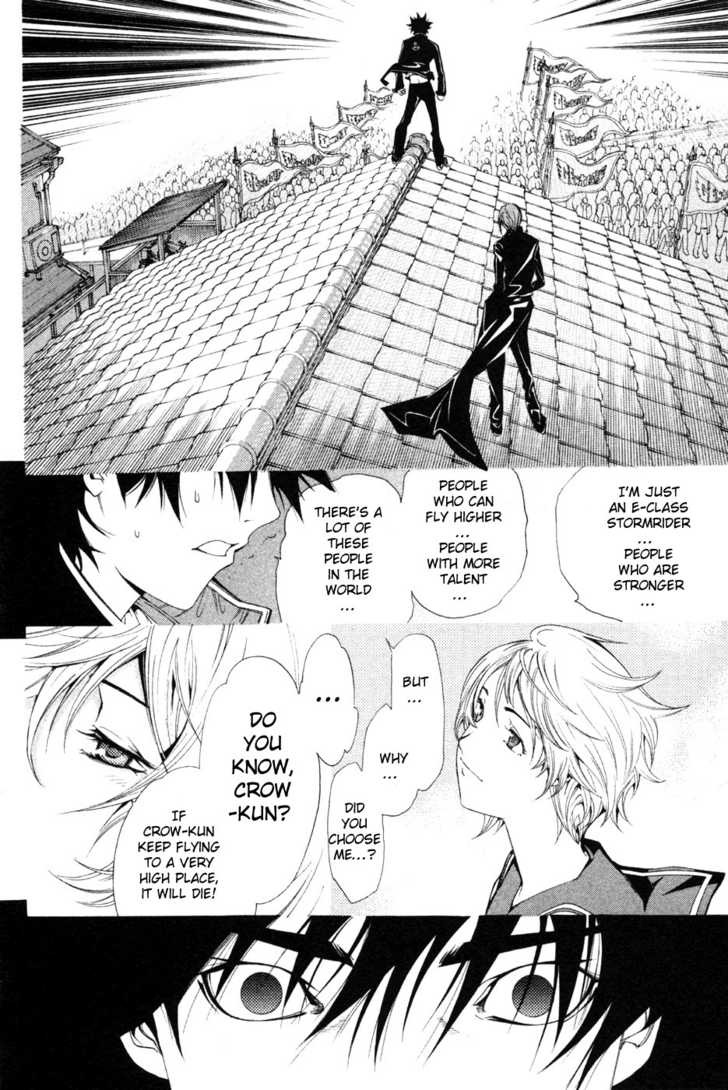 I'M JUST
AN E-CLASS
STORMRIDER
...
PEOPLE
WHO ARE
STRONGER
...
PEOPLE
WHO CAN
FLY HIGHER
...
PEOPLE
WITH MORE
TALENT
...
THERE'S A
LOT OF
THESE
PEOPLE
IN THE
WORLD
...
BUT
...
WHY
...
DID
YOU
CHOOSE
ME...?
...
DO
YOU
KNOW,
CROW
-KUN?
IF
CROW-KUN
KEEP FLYING
TO A VERY
HIGH PLACE,
IT WILL DIE!